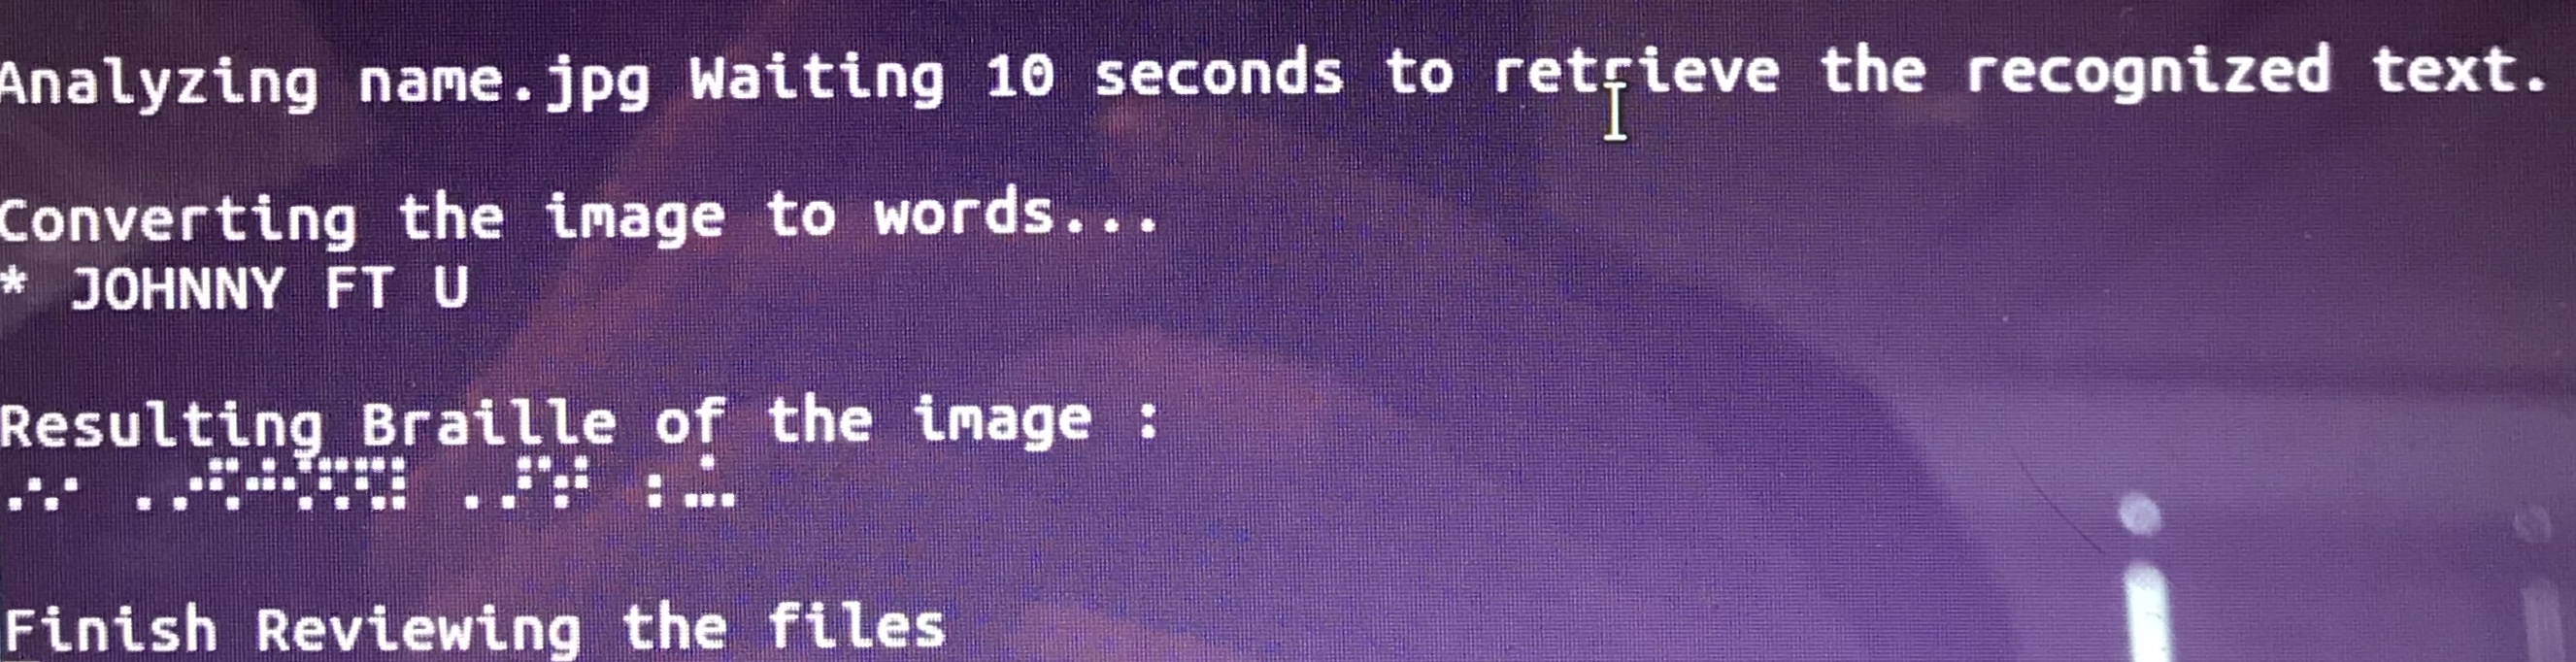 Analyzing name.jpg Waiting 10 seconds to retrieve the recognized text.
Converting the image to words...
* JOHNNY FT U
Resulting Braille of the image :
⠔⠔ ⠠⠠⠚⠕⠓⠝⠝⠽ ⠠⠠⠋⠞ ⠰⠠⠥
Finish Reviewing the files